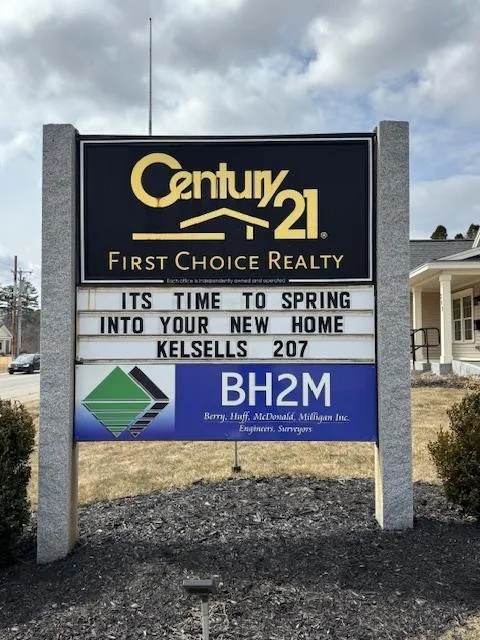 Century 21®
First Choice Realty
Each office is independently owned and operated
ITS TIME TO SPRING
INTO YOUR NEW HOME
KELSELLS 207
BH2M
Berry, Huff, McDonald, Milligan Inc.
Engineers, Surveyors